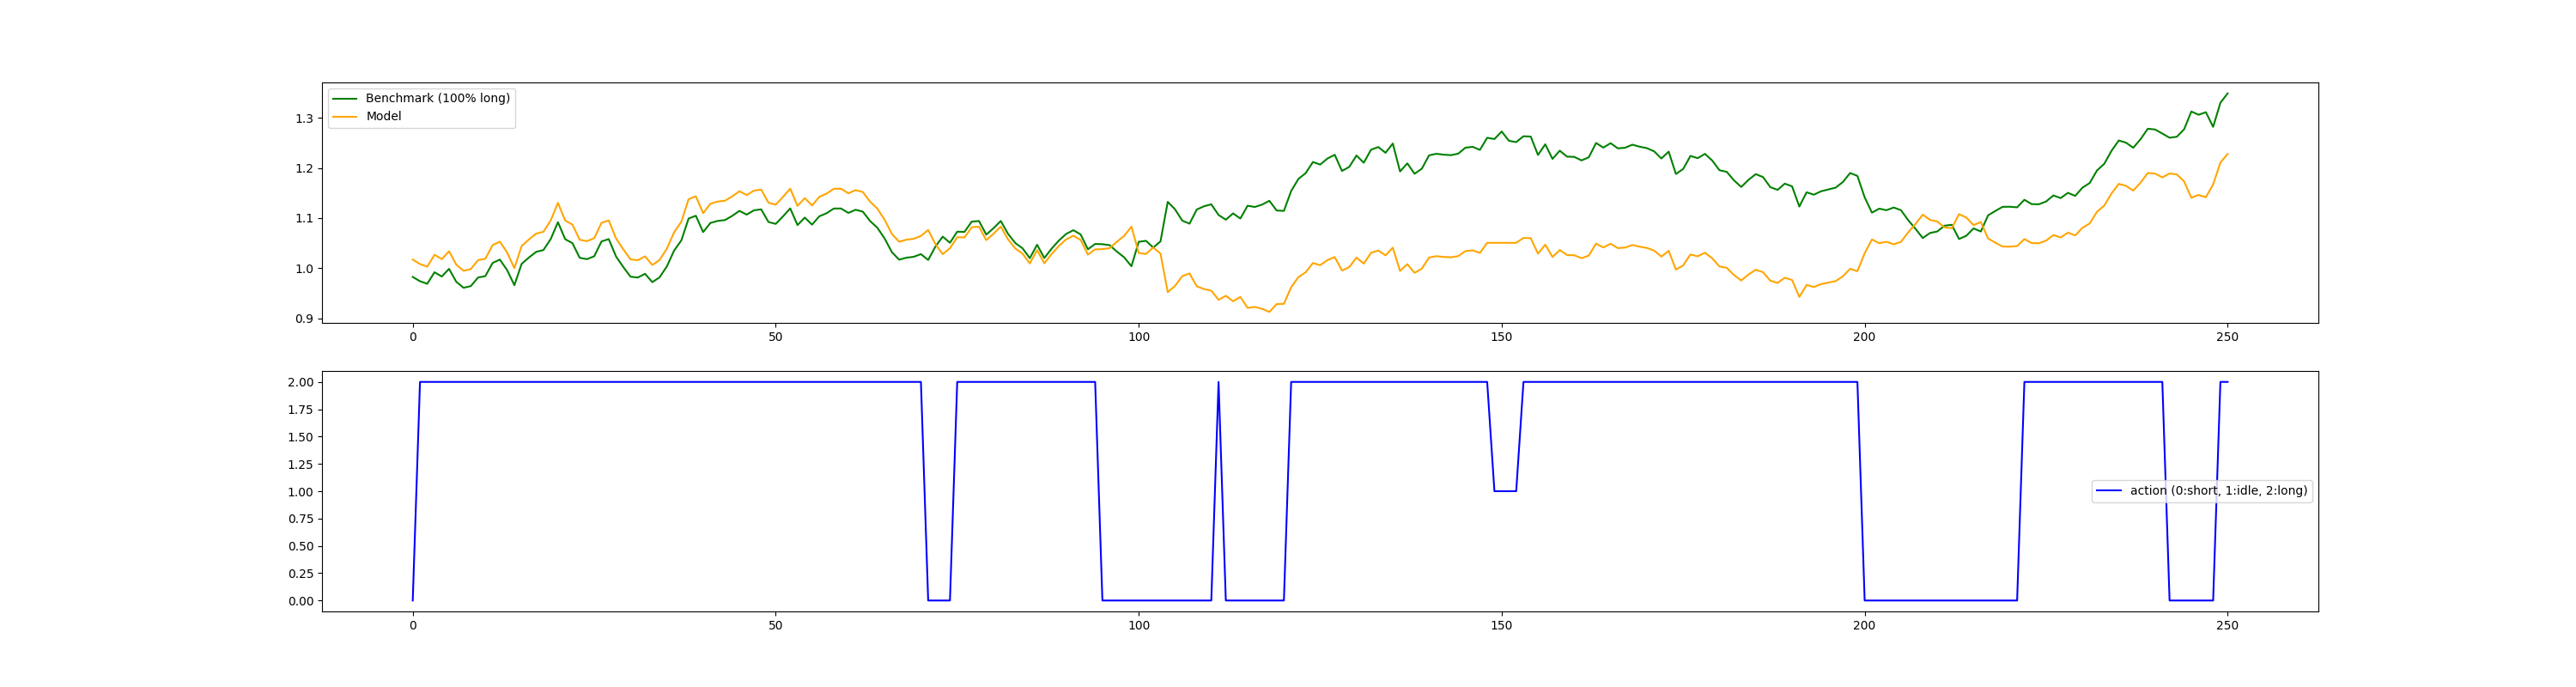 Benchmark (100% long)
Model
1.3
1.2
1.1
1.0
0.9
0 50 100 150 200 250
2.00
1.75
1.50
1.25
1.00
0.75
0.50
0.25
0.00
action (0:short, 1:idle, 2:long)
0 50 100 150 200 250